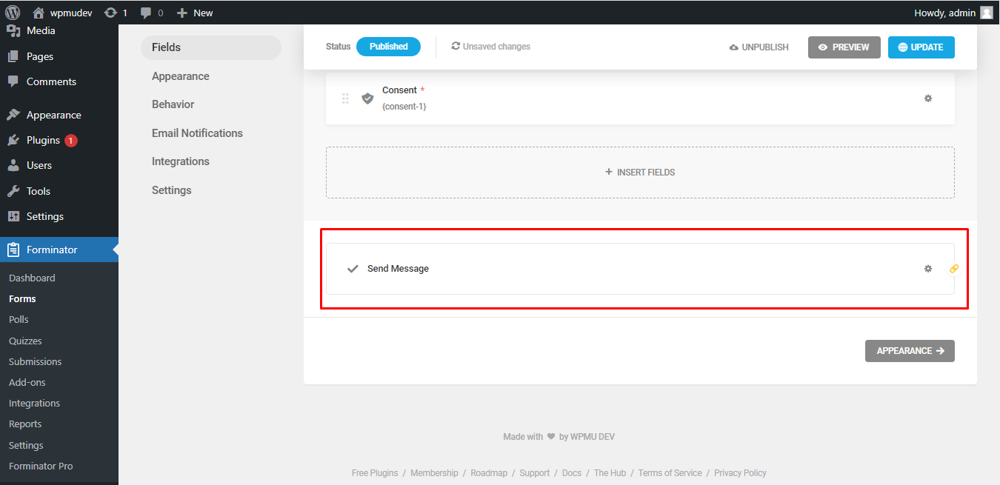 wpmudev 1 0 New Howdy, admin
Media
Pages
Comments
Appearance
Plugins 1
Users
Tools
Settings
Forminator
Dashboard
Forms
Polls
Quizzes
Submissions
Add-ons
Integrations
Reports
Settings
Forminator Pro
Fields
Appearance
Behavior
Email Notifications
Integrations
Settings
Status Published Unsaved changes UNPUBLISH PREVIEW UPDATE
Consent *
{consent-1}
+ INSERT FIELDS
Send Message
APPEARANCE →
Made with ♥ by WPMU DEV
Free Plugins / Membership / Roadmap / Support / Docs / The Hub / Terms of Service / Privacy Policy